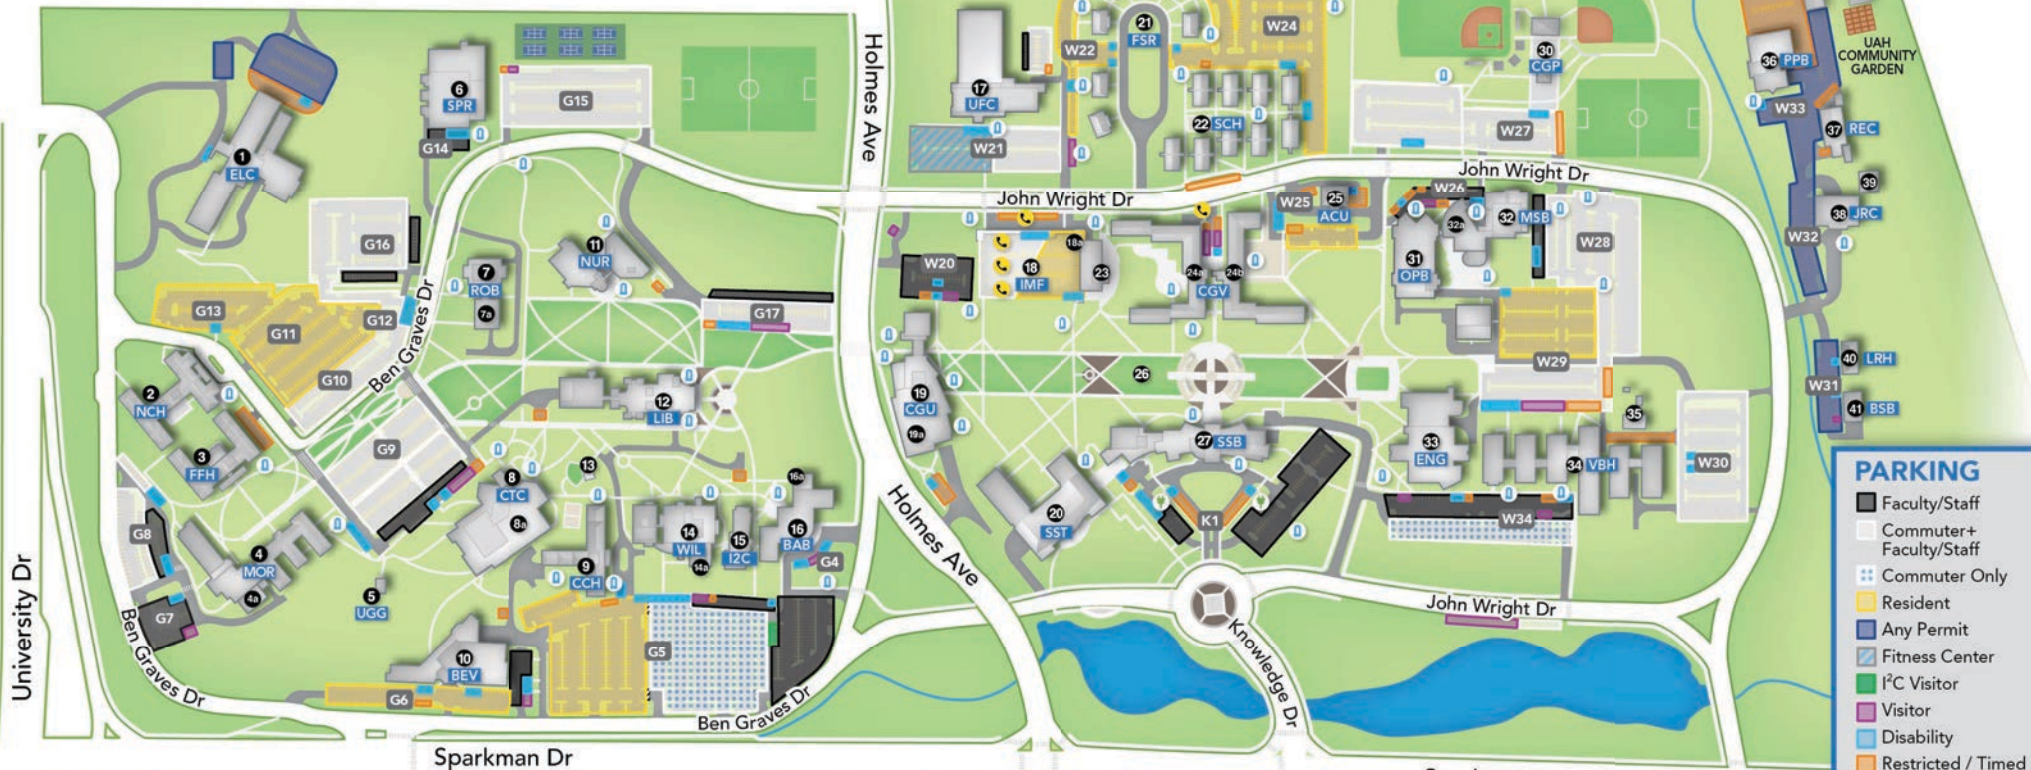 21
FSR
W24
30
CGP
UAH
COMMUNITY
GARDEN
36 PPB
W22
6
SPR
G15
17
UFC
W33
G14
W21
22 SCH
W27
37 REC
Holmes Ave
1
ELC
John Wright Dr
John Wright Dr
39
38 JRC
W25
25
ACU
W26
32a
32 MSB
W32
G16
11
NUR
7
ROB
7a
W20
18a
18
IMF
23
24a
24b
CGV
31
OPB
W28
G13
G11
G12
G10
Ben Graves Dr
G17
19
CGU
19a
26
W29
40 LRH
W31
41 BSB
2
NCH
3
FFH
12
LIB
G9
35
27 SSB
33
ENG
34 VBH
W30
8
CTC
8a
13
16a
16
BAB
14
WIL
14a
15
I2C
G4
9
CCH
Holmes Ave
20
SST
K1
W34
G8
4
MOR
4a
5
UGG
G7
University Dr
Ben Graves Dr
10
BEV
G6
G5
Ben Graves Dr
John Wright Dr
Knowledge Dr
Sparkman Dr
PARKING
Faculty/Staff
Commuter+
Faculty/Staff
Commuter Only
Resident
Any Permit
Fitness Center
I²C Visitor
Visitor
Disability
Restricted / Timed